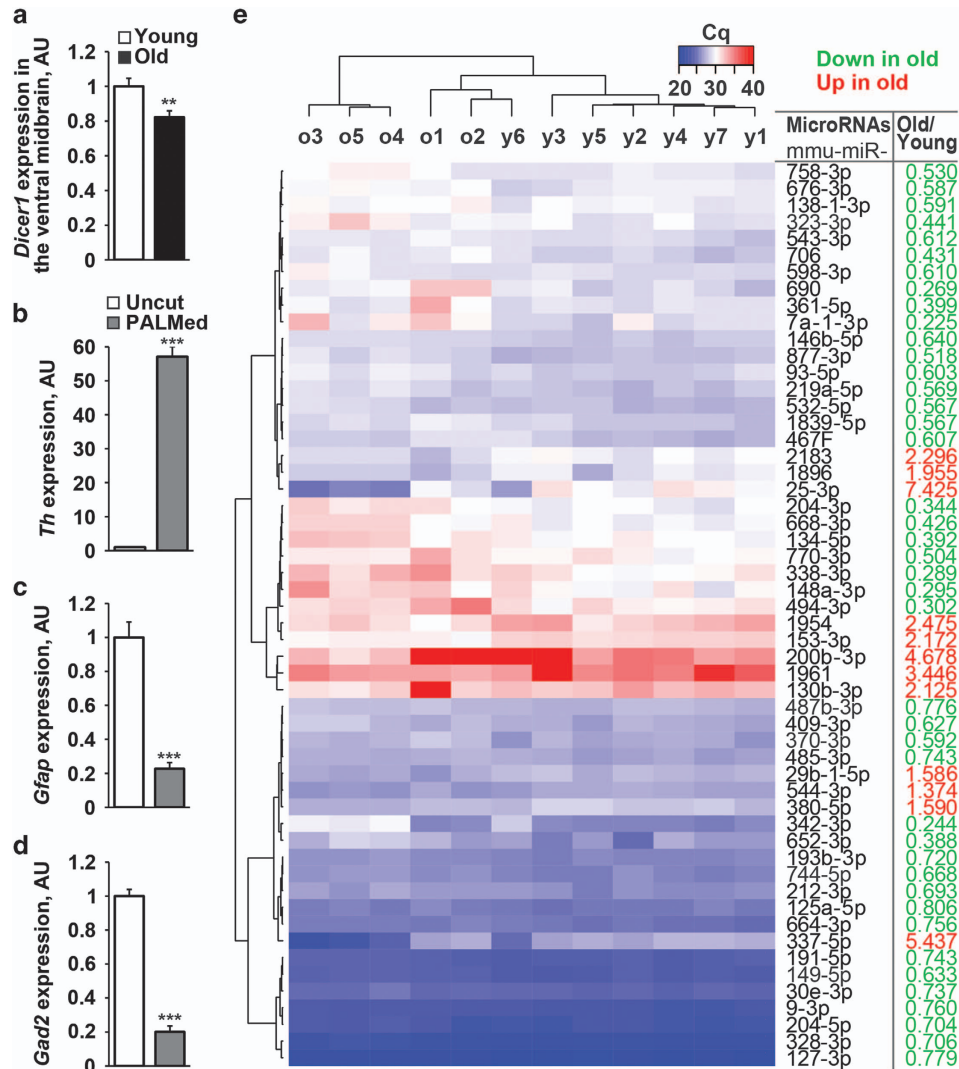 a
Young
Old
Dicer1 expression in
the ventral midbrain, AU
1.2
1
0.8
0.6
0.4
0.2
0
**
b
Uncut
PALMed
Th expression, AU
60
50
40
30
20
10
0
***
c
Gfap expression, AU
1.2
1
0.8
0.6
0.4
0.2
0
***
d
Gad2 expression, AU
1.2
1
0.8
0.6
0.4
0.2
0
***
e
Cq
20 30 40
Down in old
Up in old
o3 o5 o4 o1 o2 y6 y3 y5 y2 y4 y7 y1
MicroRNAs Old/
mmu-miR- Young
758-3p 0.530
676-3p 0.587
138-1-3p 0.591
323-3p 0.441
543-3p 0.612
706 0.431
598-3p 0.610
690 0.269
361-5p 0.399
7a-1-3p 0.225
146b-5p 0.640
877-3p 0.518
93-5p 0.603
219a-5p 0.569
532-5p 0.567
1839-5p 0.567
467F 0.607
2183 2.296
1896 1.955
25-3p 7.425
204-3p 0.344
668-3p 0.426
134-5p 0.392
770-3p 0.504
338-3p 0.289
148a-3p 0.295
494-3p 0.302
1954 2.475
153-3p 2.172
200b-3p 4.678
1961 3.446
130b-3p 2.125
487b-3p 0.776
409-3p 0.627
370-3p 0.592
485-3p 0.743
29b-1-5p 1.586
544-3p 1.374
380-5p 1.590
342-3p 0.244
652-3p 0.388
193b-3p 0.720
744-5p 0.668
212-3p 0.693
125a-5p 0.806
664-3p 0.756
337-5p 5.437
191-5p 0.743
149-5p 0.633
30e-3p 0.737
9-3p 0.760
204-5p 0.704
328-3p 0.706
127-3p 0.779